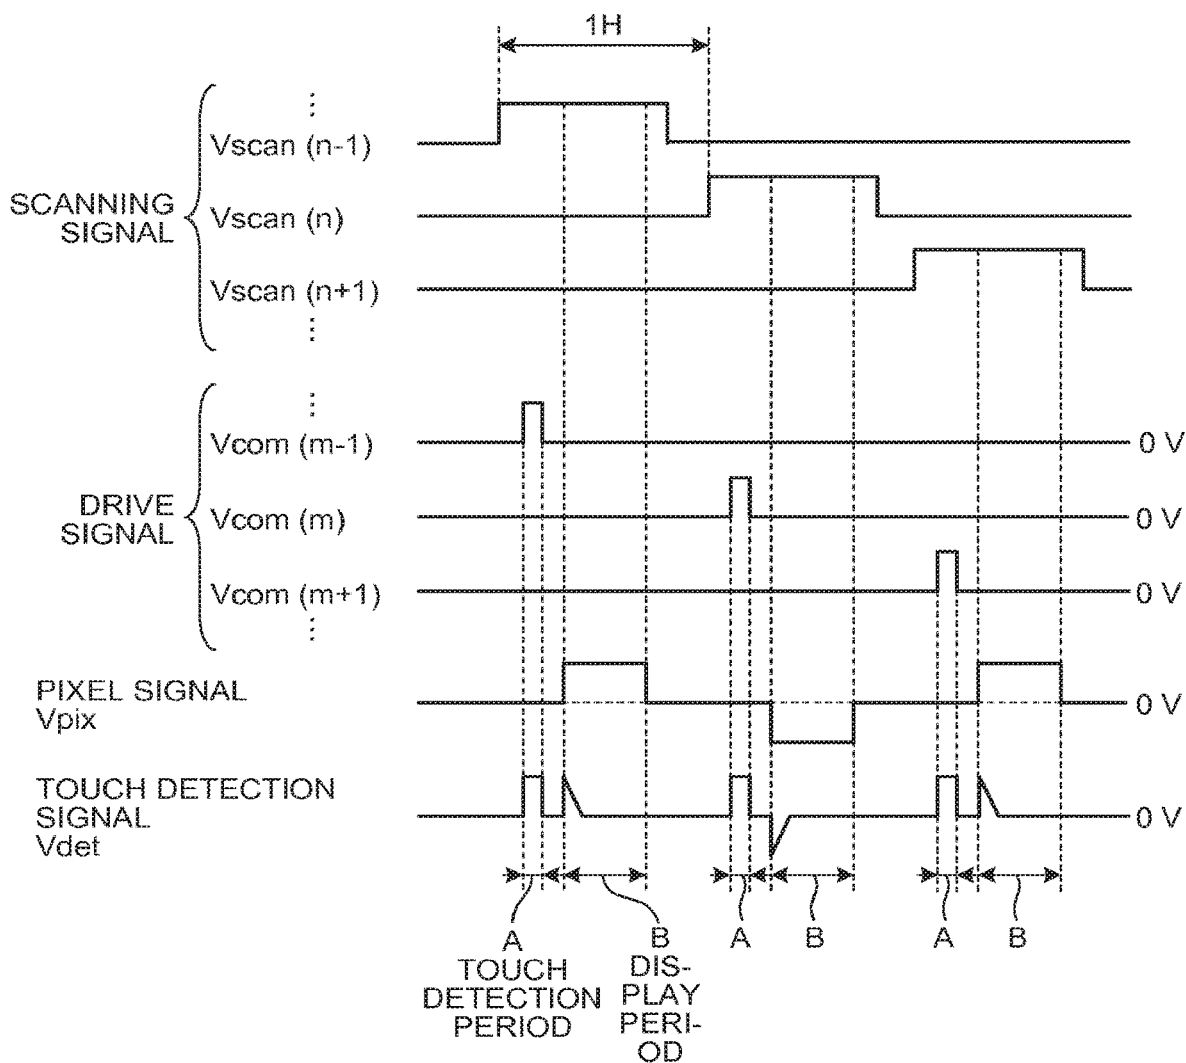 1H
Vscan (n-1)
SCANNING
SIGNAL
Vscan (n)
Vscan (n+1)
Vcom (m-1)
0 V
DRIVE
SIGNAL
Vcom (m)
0 V
Vcom (m+1)
0 V
PIXEL SIGNAL
Vpix
0 V
TOUCH DETECTION
SIGNAL
Vdet
0 V
A
TOUCH
DETECTION
PERIOD
B
DIS-
PLAY
PERI-
OD
A
B
A
B